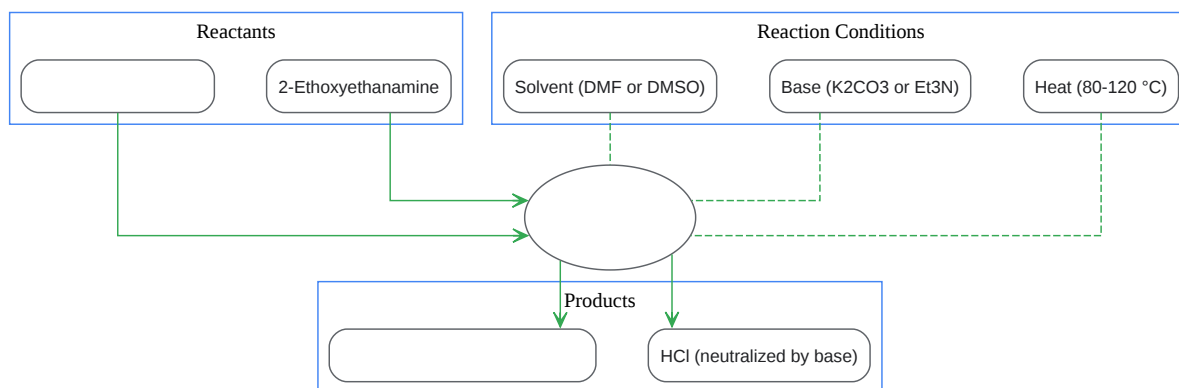 Reactants
Reaction Conditions
2-Ethoxyethanamine
Solvent (DMF or DMSO)
Base (K2CO3 or Et3N)
Heat (80-120 °C)
Products
HCl (neutralized by base)